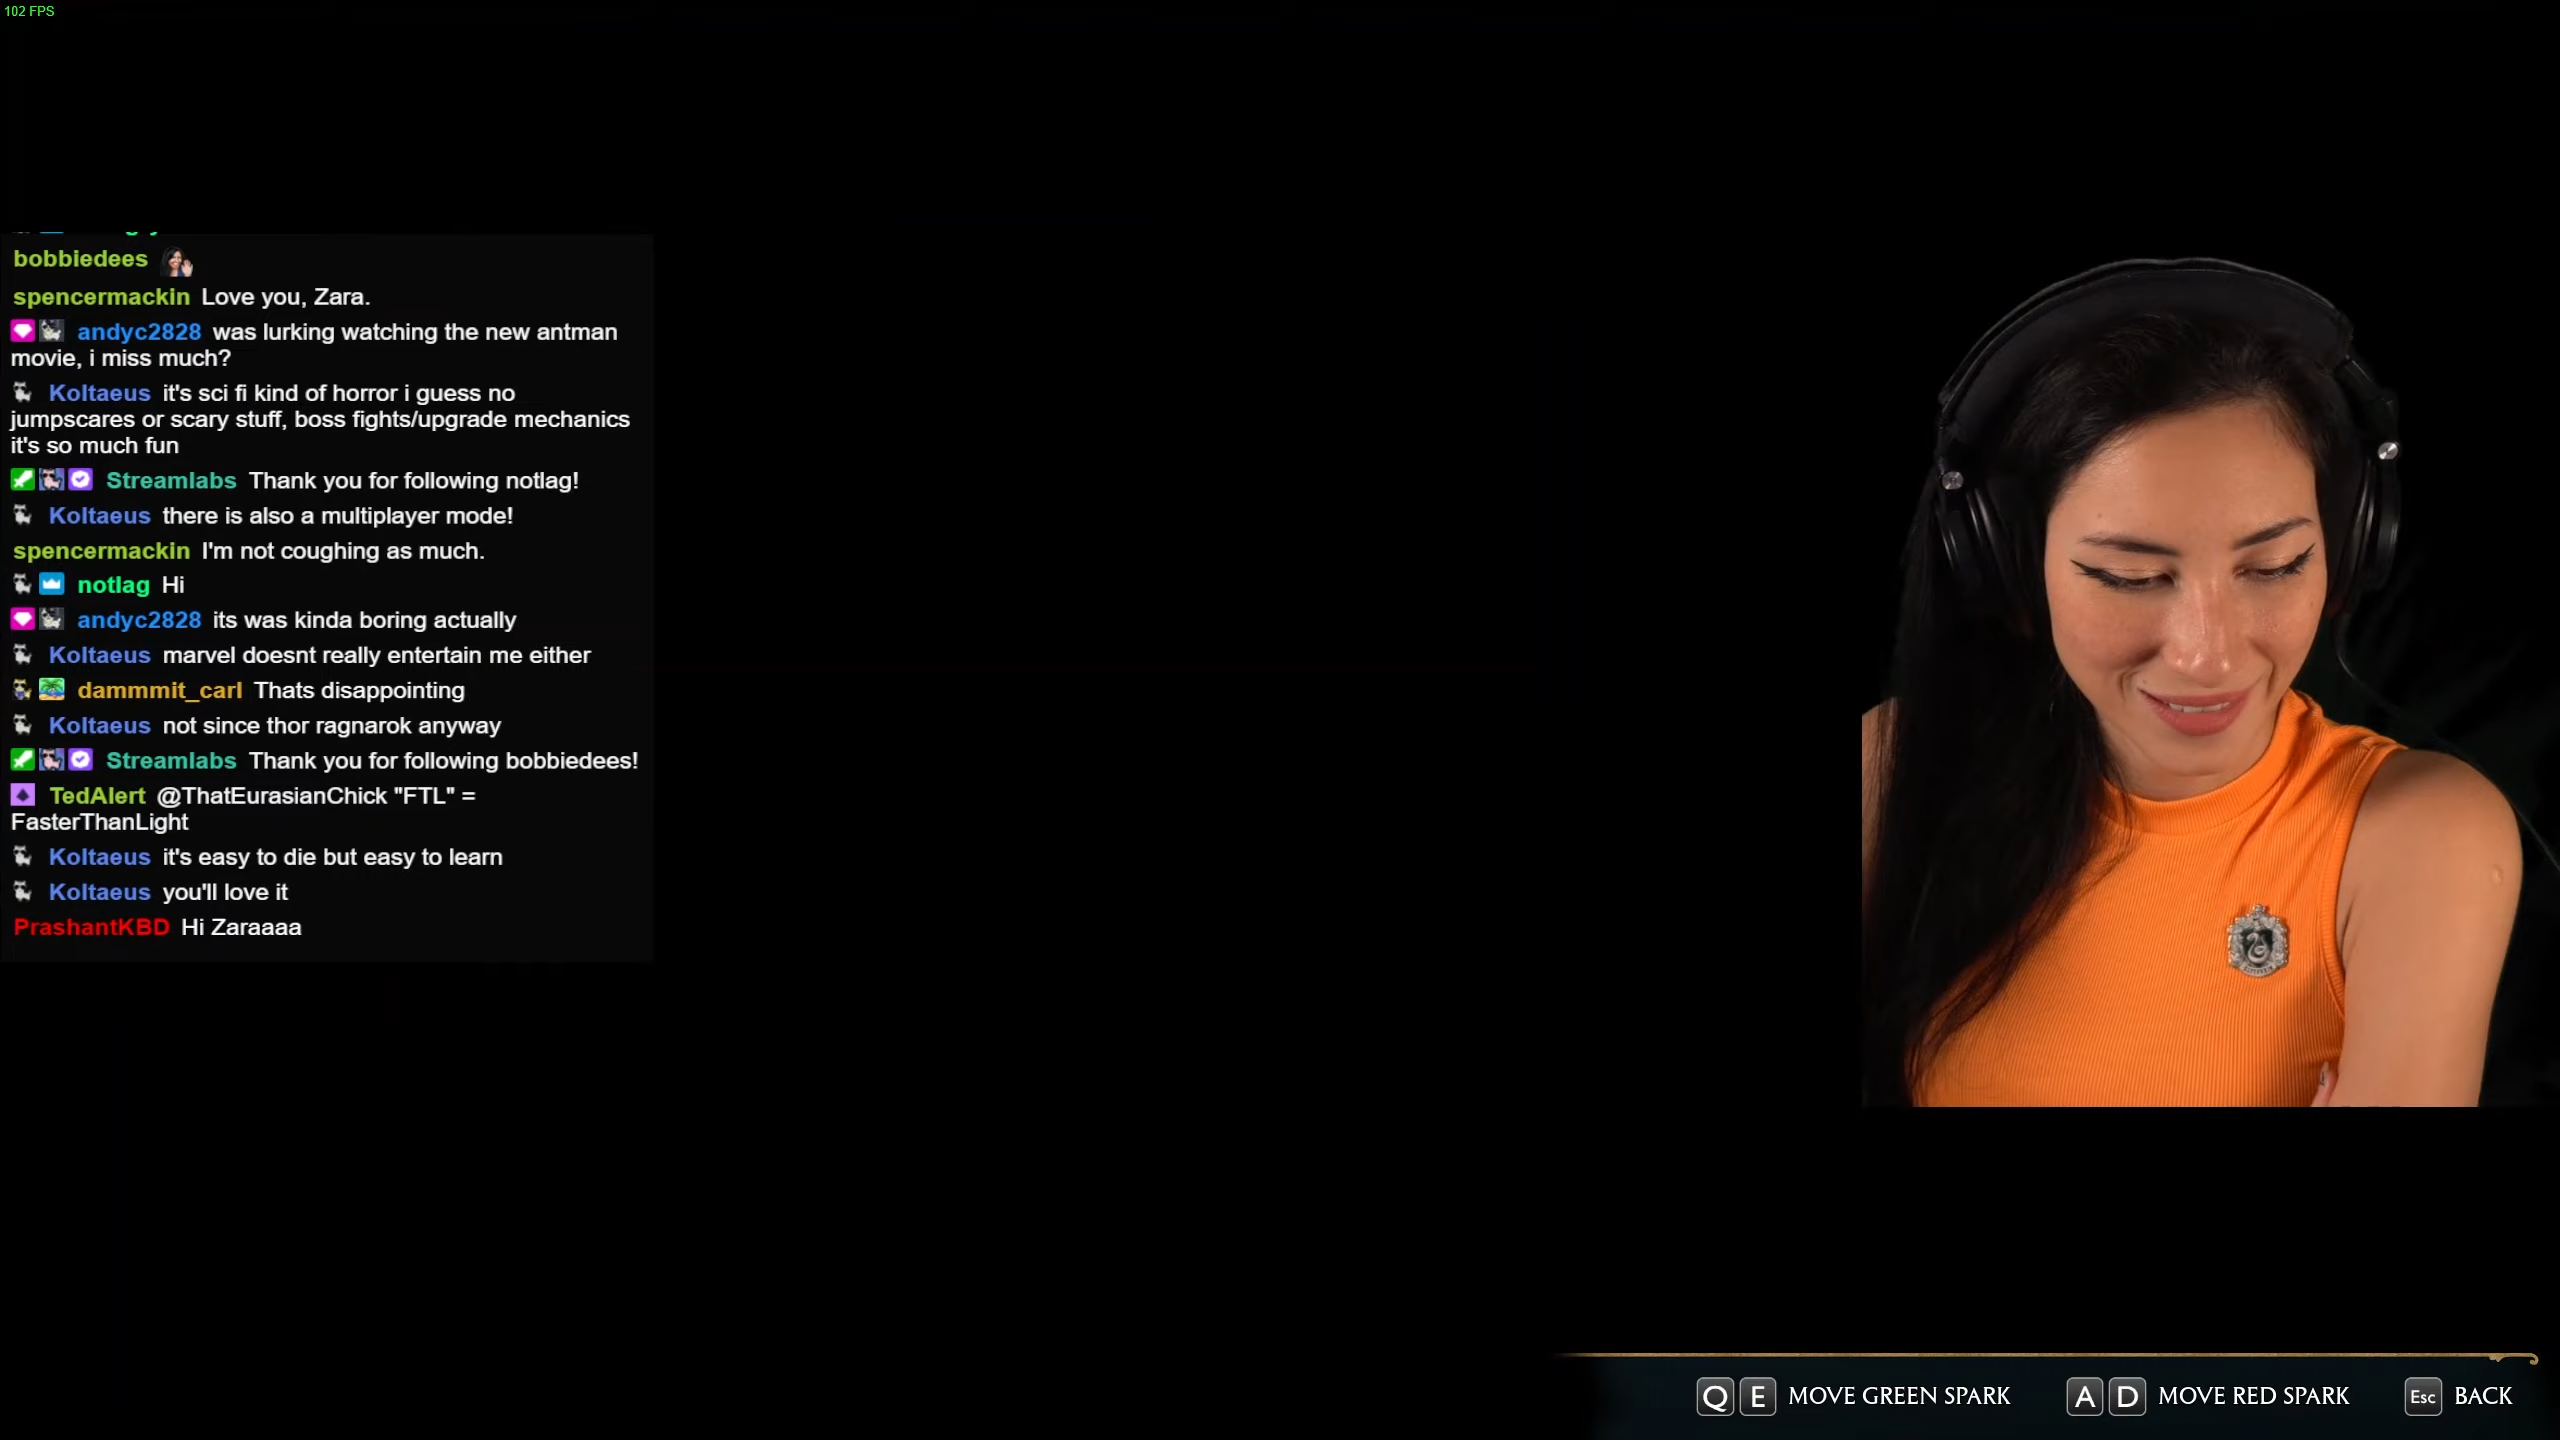 102 FPS
bobbiedees
spencermackin Love you, Zara.
andyc2828 was lurking watching the new antman
movie, i miss much?
Koltaeus it's sci fi kind of horror i guess no
jumpscares or scary stuff, boss fights/upgrade mechanics
it's so much fun
Streamlabs Thank you for following notlag!
Koltaeus there is also a multiplayer mode!
spencermackin I'm not coughing as much.
notlag Hi
andyc2828 its was kinda boring actually
Koltaeus marvel doesnt really entertain me either
dammmit_carl Thats disappointing
Koltaeus not since thor ragnarok anyway
Streamlabs Thank you for following bobbiedees!
TedAlert @ThatEurasianChick "FTL" =
FasterThanLight
Koltaeus it's easy to die but easy to learn
Koltaeus you'll love it
PrashantKBD Hi Zaraaaa
Q E MOVE GREEN SPARK A D MOVE RED SPARK Esc BACK